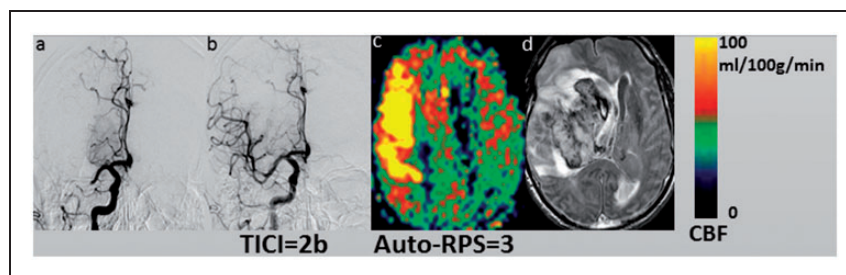 a b c d
100
ml/100g/min
0
CBF
TICI=2b Auto-RPS=3